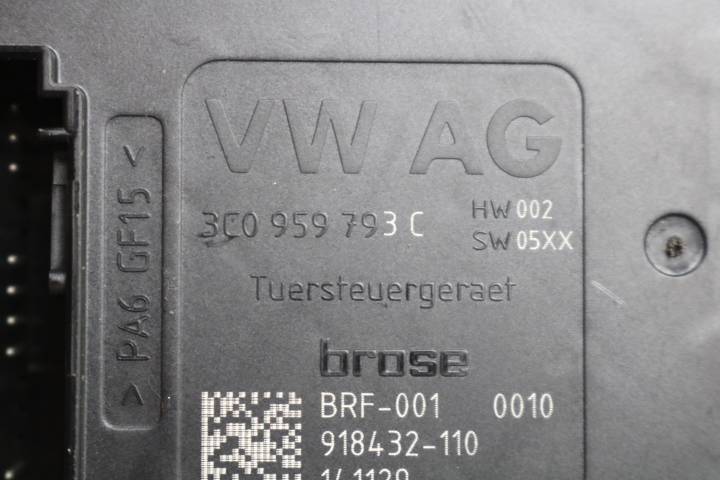 VW AG
3C0 959 793 C
HW 002
SW 05XX
Tuersteuergeraet
brose
BRF-001 0010
918432-110
> PA6 GF15 <